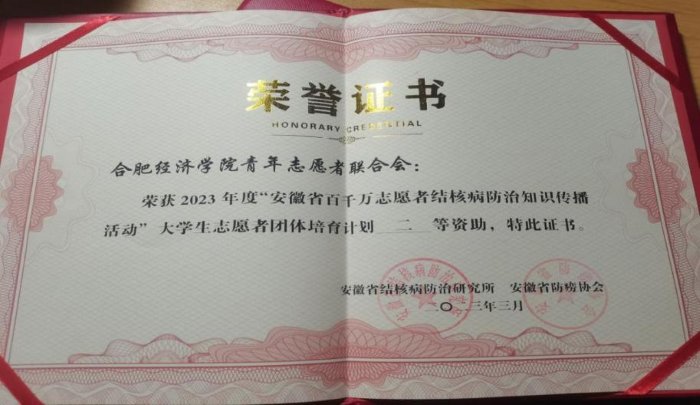 荣誉证书
HONORARY CREDENTIAL
合肥经济学院青年志愿者联合会：
荣获 2023 年度“安徽省百千万志愿者结核病防治知识传播
活动”大学生志愿者团体培育计划 二 等资助，特此证书。
安徽省结核病防治研究所 安徽省防痨协会
二〇二三年三月